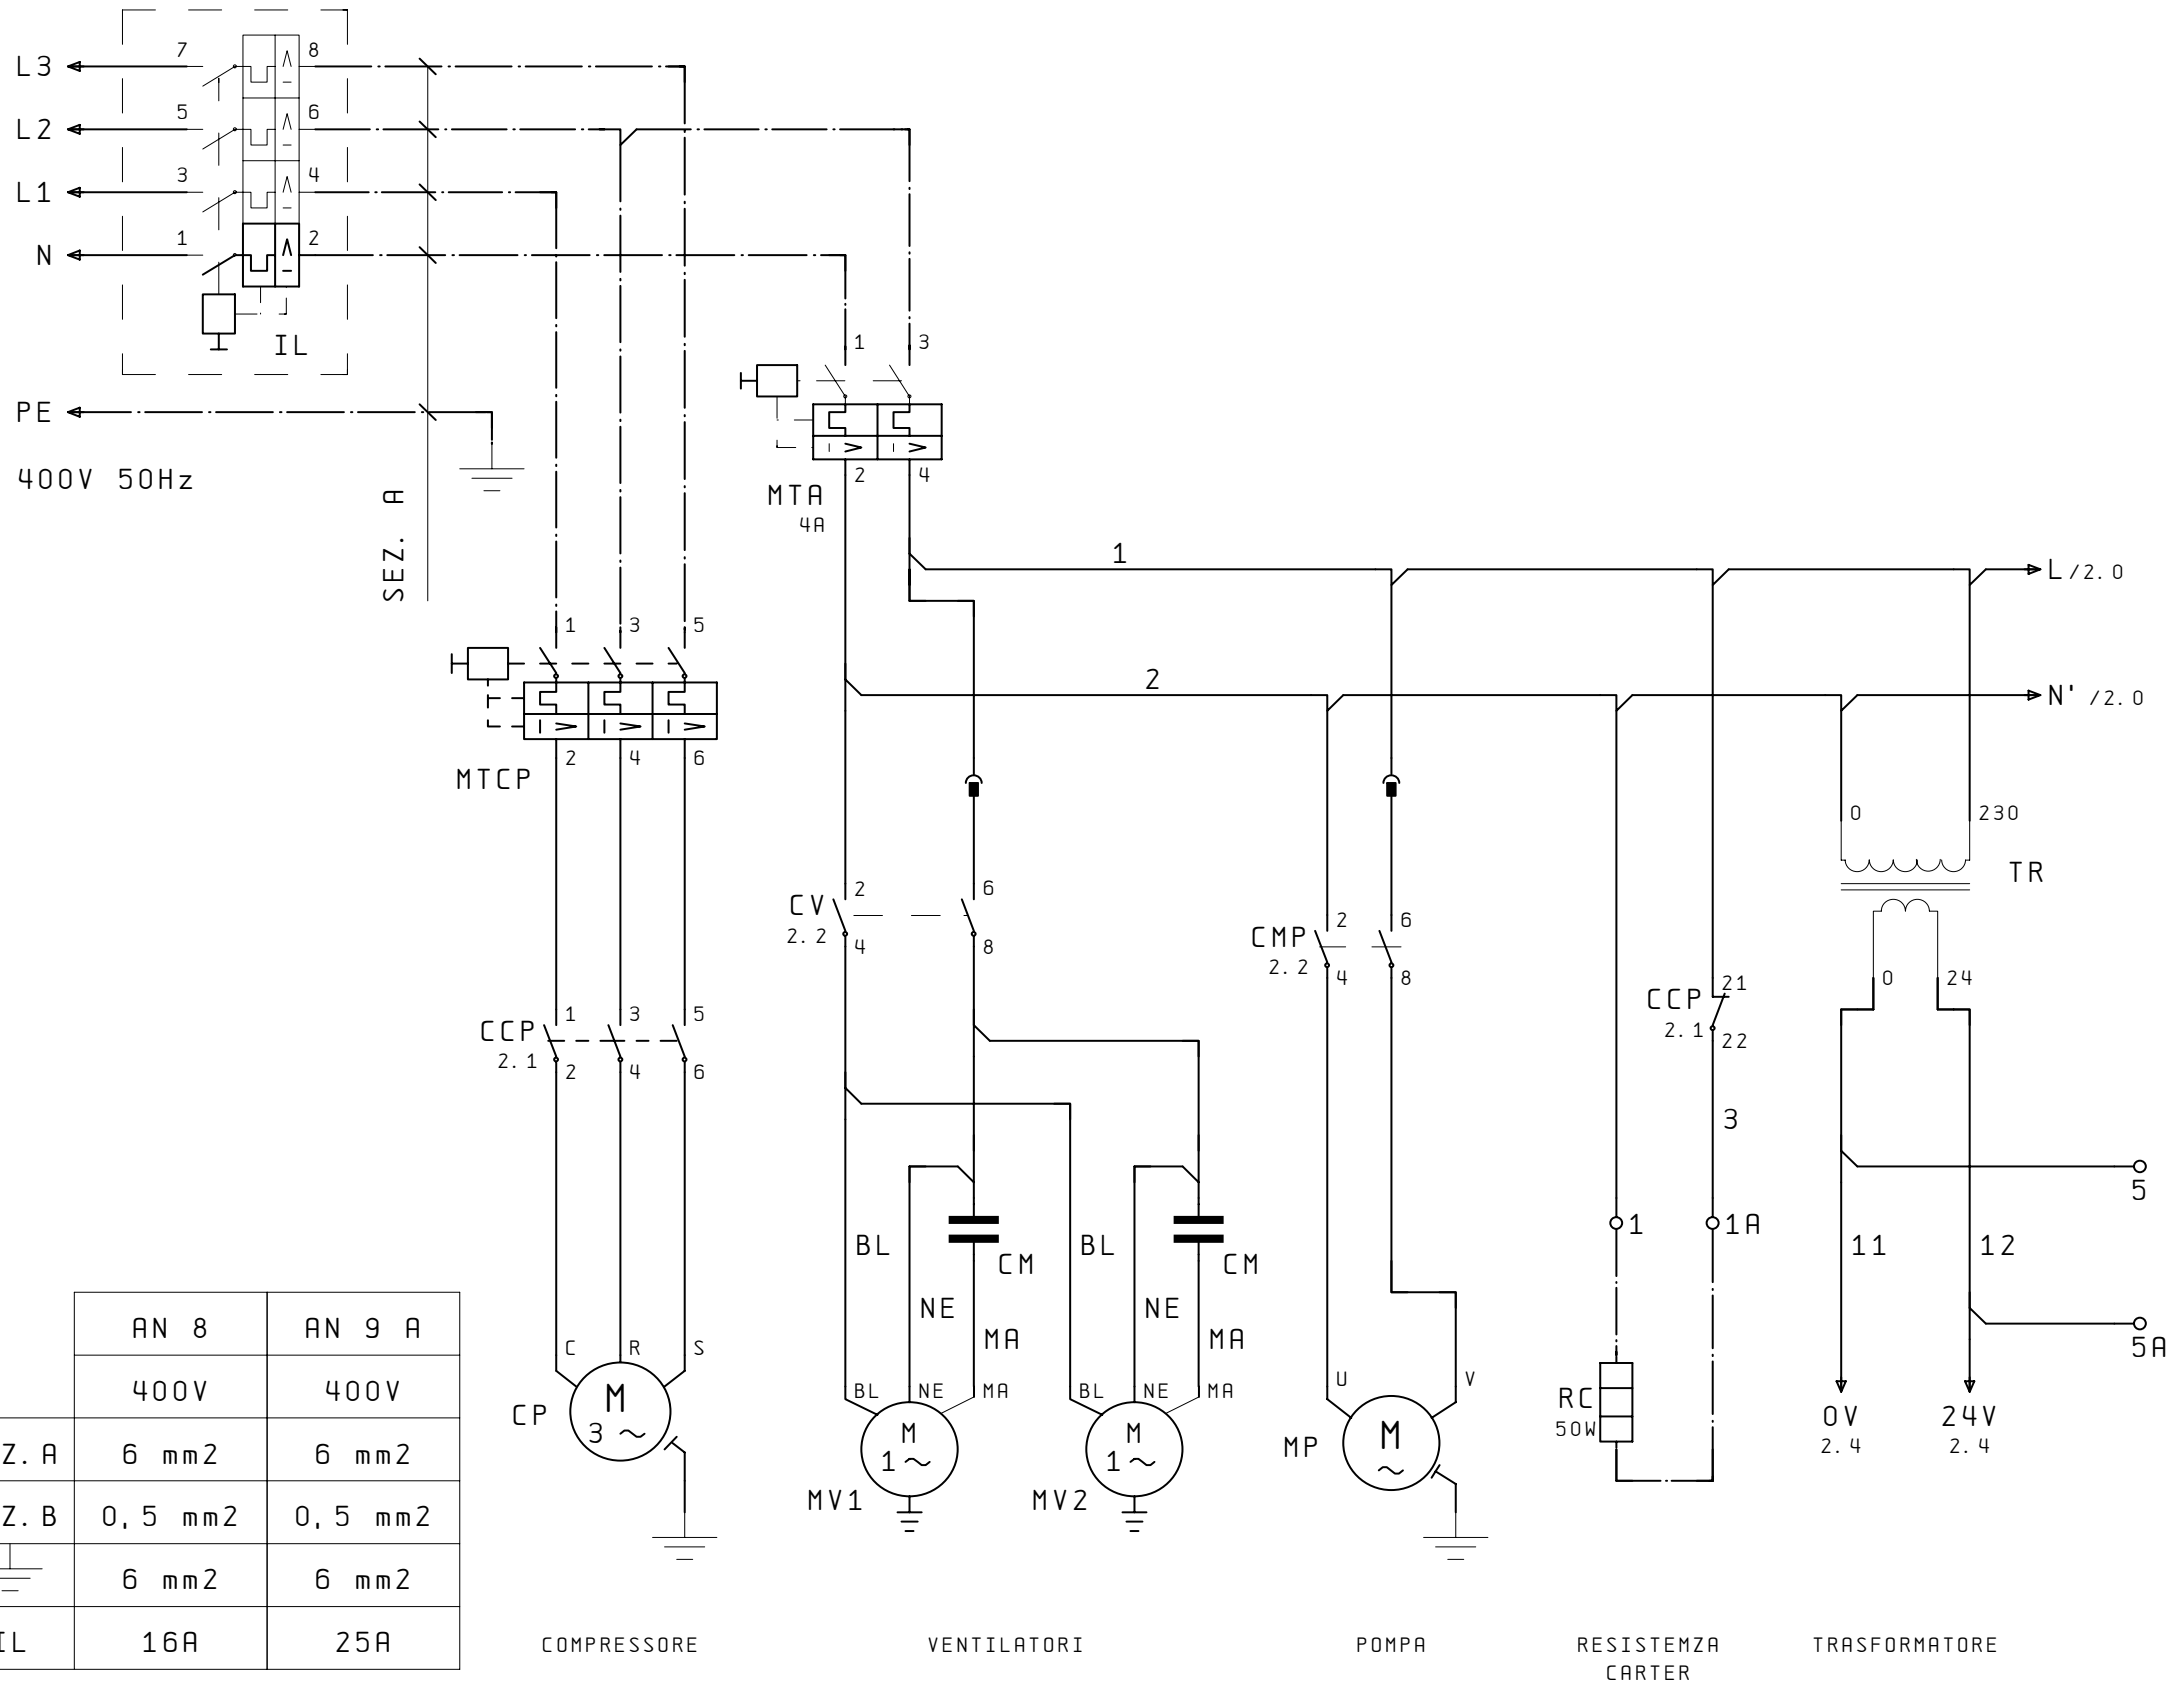 7 8
L3
5 6
L2
3 4
L1
1 2
N
IL
PE
400V 50Hz
SEZ. A
1 3
2 4
MTA
4A
1
L /2.0
2
N' /2.0
1 3 5
2 4 6
MTCP
0 230
TR
0 24
CV 2 6
2.2 4 8
CMP 2 6
2.2 4 8
CCP 21
2.1 22
CCP 1 3 5
2.1 2 4 6
3
5
1 1A
11 12
5A
BL CM BL CM
NE NE
MA MA
C R S
M
3 ~
CP
BL NE MA
M
1 ~
MV1
BL NE MA
M
1 ~
MV2
U V
M
~
MP
RC
50W
0V 24V
2.4 2.4
AN 8 AN 9 A
400V 400V
Z. A 6 mm2 6 mm2
Z. B 0,5 mm2 0,5 mm2
6 mm2 6 mm2
IL 16A 25A
COMPRESSORE
VENTILATORI
POMPA
RESISTEMZA
CARTER
TRASFORMATORE